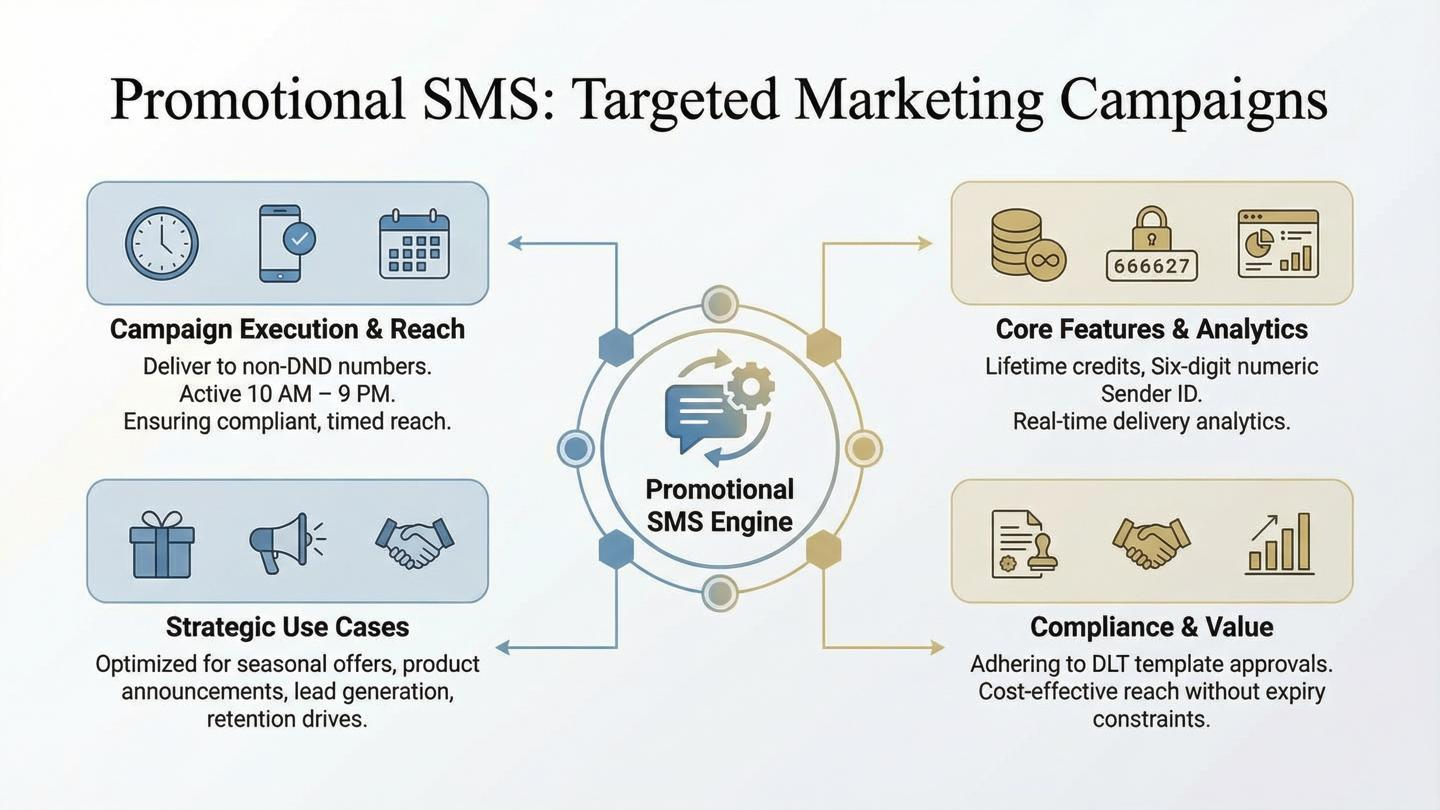 Promotional SMS: Targeted Marketing Campaigns
Campaign Execution & Reach
Deliver to non-DND numbers.
Active 10 AM – 9 PM.
Ensuring compliant, timed reach.
Strategic Use Cases
Optimized for seasonal offers, product
announcements, lead generation,
retention drives.
Promotional
SMS Engine
666627
Core Features & Analytics
Lifetime credits, Six-digit numeric
Sender ID.
Real-time delivery analytics.
Compliance & Value
Adhering to DLT template approvals.
Cost-effective reach without expiry
constraints.